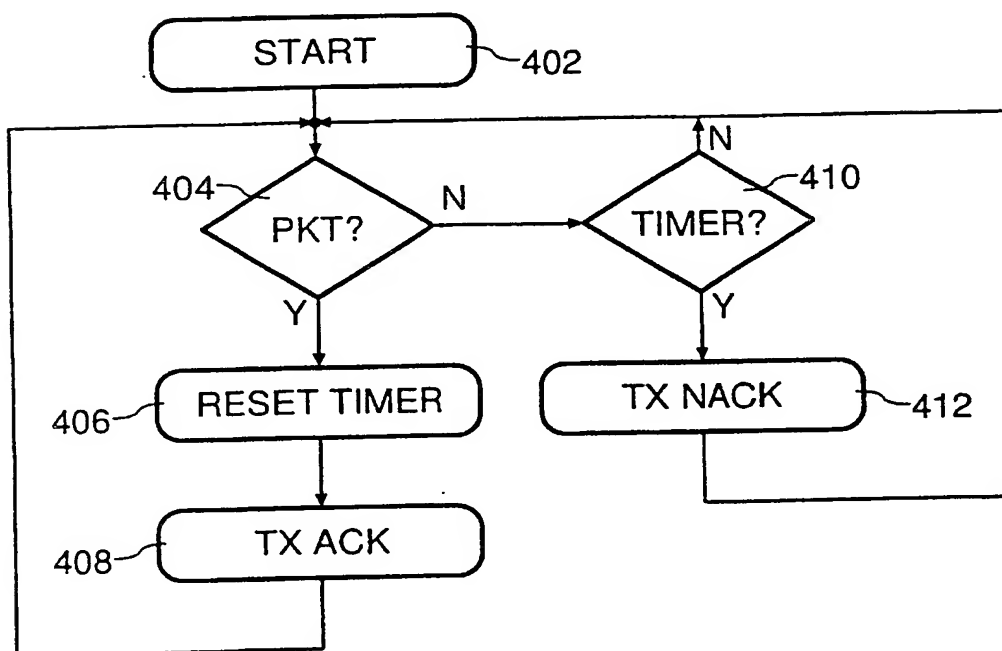 START
402
404
PKT?
N
Y
TIMER?
410
N
Y
RESET TIMER
406
TX NACK
412
TX ACK
408